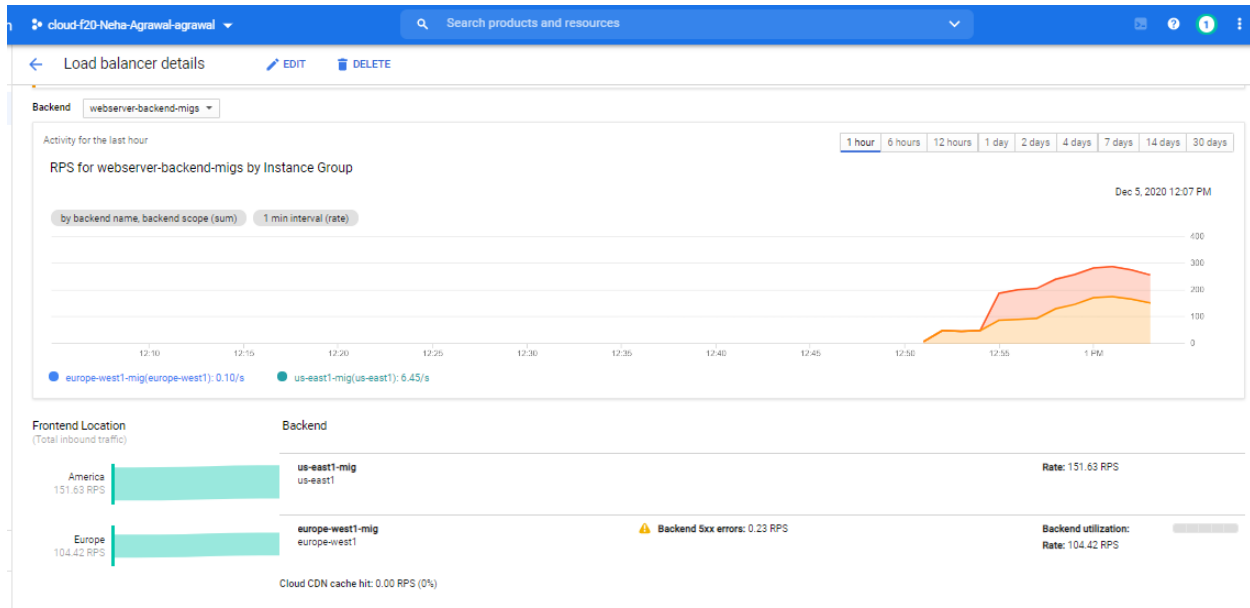 cloud-f20-Neha-Agrawal-agrawal Search products and resources 1
Load balancer details EDIT DELETE
Backend webserver-backend-migs
Activity for the last hour 1 hour 6 hours 12 hours 1 day 2 days 4 days 7 days 14 days 30 days
RPS for webserver-backend-migs by Instance Group
Dec 5, 2020 12:07 PM
by backend name, backend scope (sum) 1 min interval (rate)
400
300
200
100
0
12:10 12:15 12:20 12:25 12:30 12:35 12:40 12:45 12:50 12:55 1 PM
europe-west1-mig(europe-west1): 0.10/s us-east1-mig(us-east1): 6.45/s
Frontend Location Backend
(Total inbound traffic)
us-east1-mig Rate: 151.63 RPS
America us-east1
151.63 RPS
europe-west1-mig Backend 5xx errors: 0.23 RPS Backend utilization:
Europe europe-west1 Rate: 104.42 RPS
104.42 RPS
Cloud CDN cache hit: 0.00 RPS (0%)